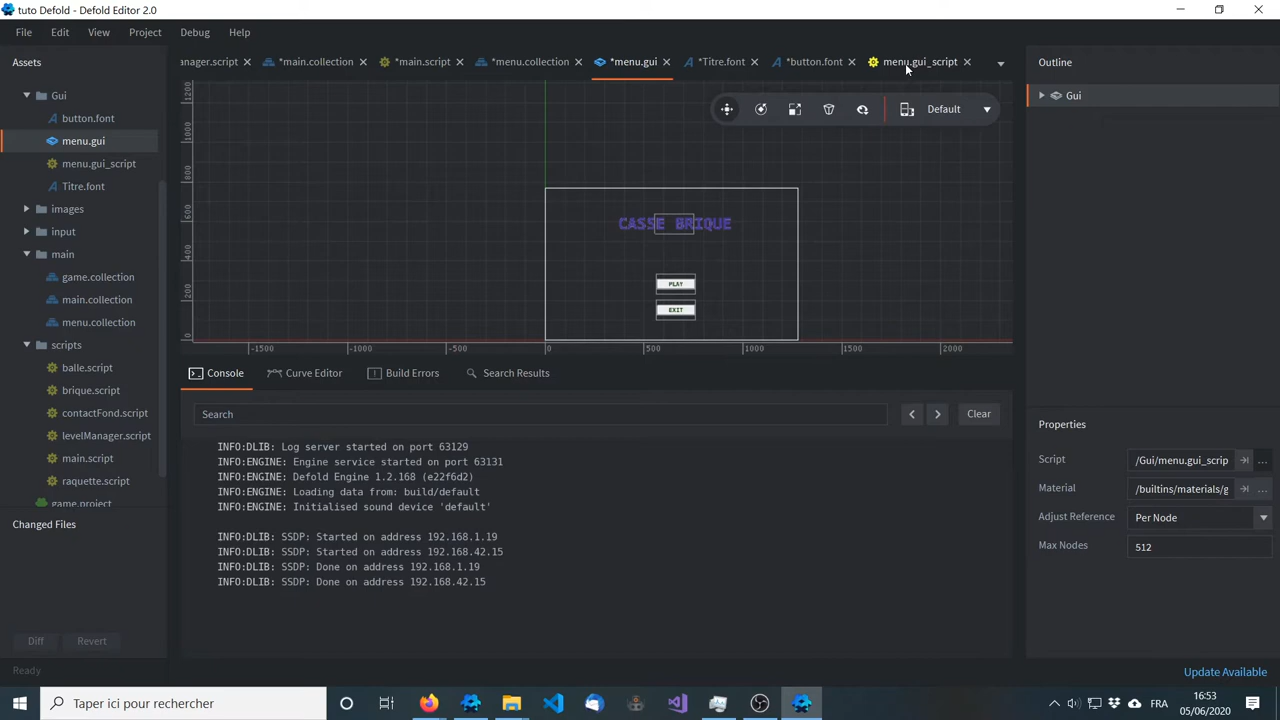 tuto Defold - Defold Editor 2.0
File Edit View Project Debug Help
Assets
anager.script *main.collection *main.script *menu.collection *menu.gui *Titre.font *button.font menu.gui_script
Outline
Gui
button.font
menu.gui
menu.gui_script
Titre.font
images
input
main
game.collection
main.collection
menu.collection
scripts
balle.script
brique.script
contactFond.script
levelManager.script
main.script
raquette.script
game.project
Changed Files
Diff Revert
Ready
Default
1200
1000
800
600
400
200
0
CASSE BRIQUE
PLAY
EXIT
-1500 -1000 -500 0 500 1000 1500 2000
Console Curve Editor Build Errors Search Results
Search
Clear
INFO:DLIB: Log server started on port 63129
INFO:ENGINE: Engine service started on port 63131
INFO:ENGINE: Defold Engine 1.2.168 (e22f6d2)
INFO:ENGINE: Loading data from: build/default
INFO:ENGINE: Initialised sound device 'default'
INFO:DLIB: SSDP: Started on address 192.168.1.19
INFO:DLIB: SSDP: Started on address 192.168.42.15
INFO:DLIB: SSDP: Done on address 192.168.1.19
INFO:DLIB: SSDP: Done on address 192.168.42.15
Gui
Properties
Script /Gui/menu.gui_scrip ...
Material /builtins/materials/g ...
Adjust Reference Per Node
Max Nodes 512
Update Available
Taper ici pour rechercher
FRA
16:53
05/06/2020